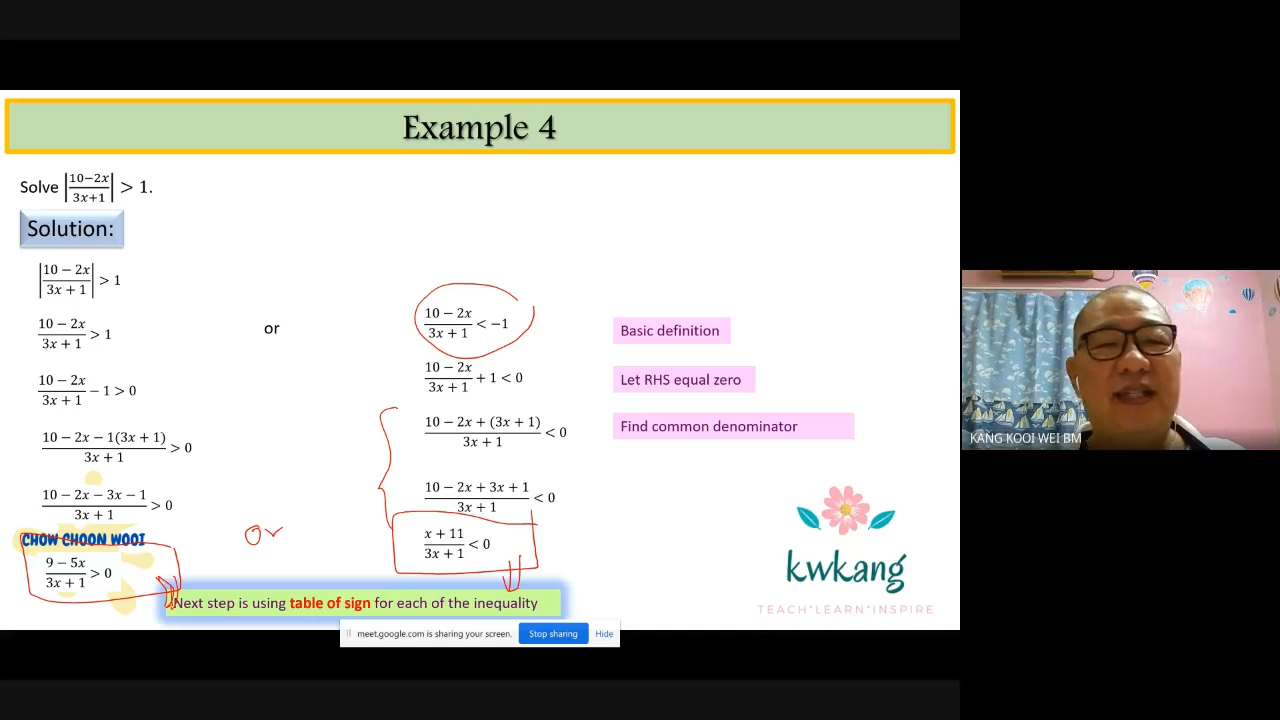 Example 4
Solve |(10−2x)/(3x+1)| > 1.
Solution:
|(10 − 2x)/(3x + 1)| > 1
(10 − 2x)/(3x + 1) > 1
or
(10 − 2x)/(3x + 1) < −1
Basic definition
(10 − 2x)/(3x + 1) − 1 > 0
(10 − 2x)/(3x + 1) + 1 < 0
Let RHS equal zero
(10 − 2x − 1(3x + 1))/(3x + 1) > 0
(10 − 2x + (3x + 1))/(3x + 1) < 0
Find common denominator
(10 − 2x − 3x − 1)/(3x + 1) > 0
(10 − 2x + 3x + 1)/(3x + 1) < 0
CHOW CHOON WOOI
(9 − 5x)/(3x + 1) > 0
or
(x + 11)/(3x + 1) < 0
Next step is using table of sign for each of the inequality
meet.google.com is sharing your screen.
Stop sharing
Hide
kwkang
TEACH*LEARN*INSPIRE
KANG KOOI WEI BM